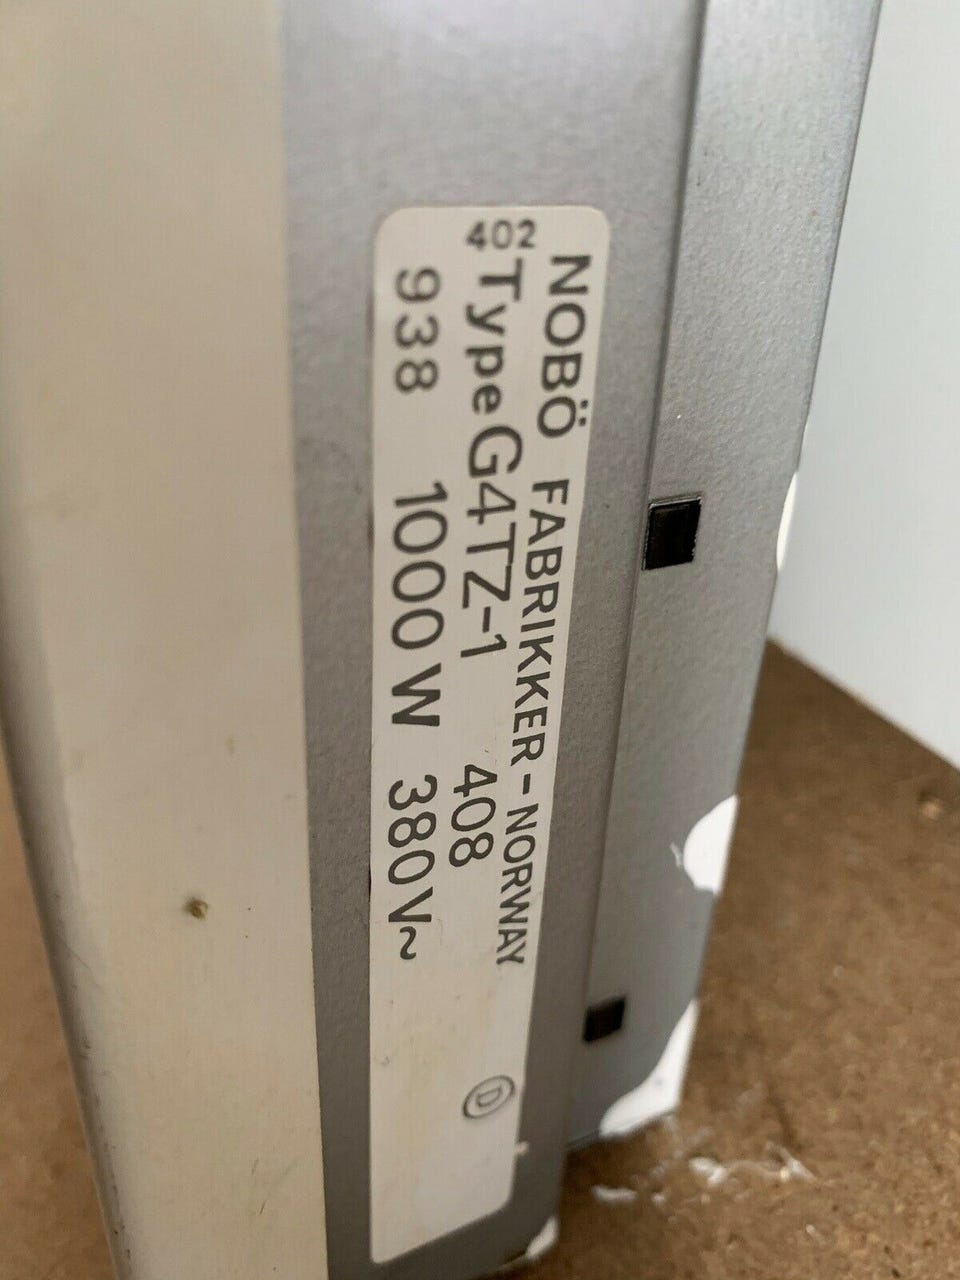 NOBÖ FABRIKKER – NORWAY
402
Type G4TZ-1 408
938 1000 W 380V~
D